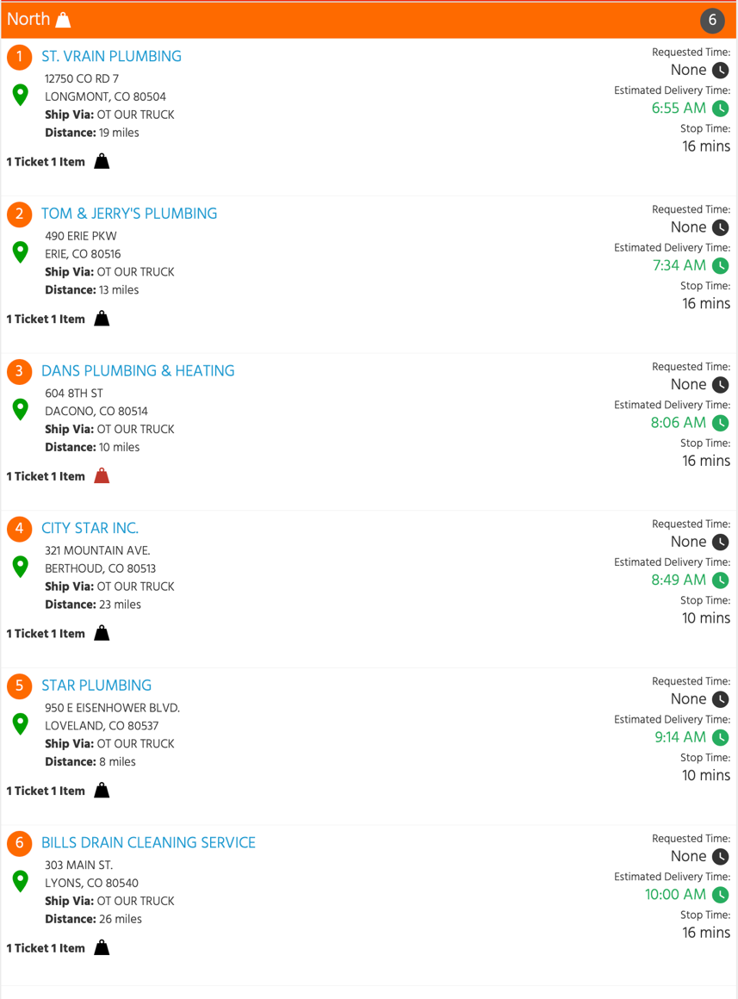 North
6
1
ST. VRAIN PLUMBING
12750 CO RD 7
LONGMONT, CO 80504
Ship Via: OT OUR TRUCK
Distance: 19 miles
1 Ticket 1 Item
Requested Time:
None
Estimated Delivery Time:
6:55 AM
Stop Time:
16 mins
2
TOM & JERRY'S PLUMBING
490 ERIE PKW
ERIE, CO 80516
Ship Via: OT OUR TRUCK
Distance: 13 miles
1 Ticket 1 Item
Requested Time:
None
Estimated Delivery Time:
7:34 AM
Stop Time:
16 mins
3
DANS PLUMBING & HEATING
604 8TH ST
DACONO, CO 80514
Ship Via: OT OUR TRUCK
Distance: 10 miles
1 Ticket 1 Item
Requested Time:
None
Estimated Delivery Time:
8:06 AM
Stop Time:
16 mins
4
CITY STAR INC.
321 MOUNTAIN AVE.
BERTHOUD, CO 80513
Ship Via: OT OUR TRUCK
Distance: 23 miles
1 Ticket 1 Item
Requested Time:
None
Estimated Delivery Time:
8:49 AM
Stop Time:
10 mins
5
STAR PLUMBING
950 E EISENHOWER BLVD.
LOVELAND, CO 80537
Ship Via: OT OUR TRUCK
Distance: 8 miles
1 Ticket 1 Item
Requested Time:
None
Estimated Delivery Time:
9:14 AM
Stop Time:
10 mins
6
BILLS DRAIN CLEANING SERVICE
303 MAIN ST.
LYONS, CO 80540
Ship Via: OT OUR TRUCK
Distance: 26 miles
1 Ticket 1 Item
Requested Time:
None
Estimated Delivery Time:
10:00 AM
Stop Time:
16 mins